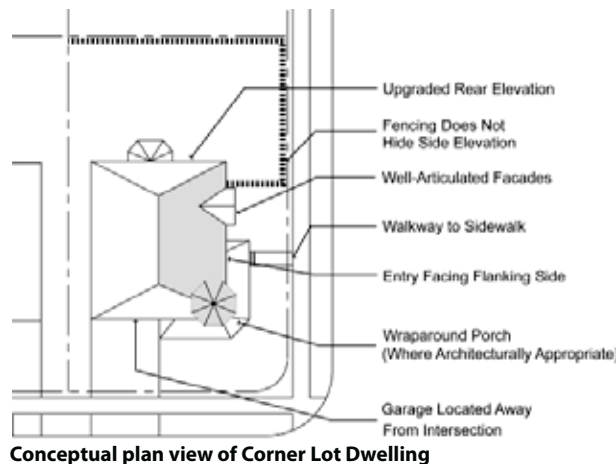 Upgraded Rear Elevation
Fencing Does Not
Hide Side Elevation
Well-Articulated Facades
Walkway to Sidewalk
Entry Facing Flanking Side
Wraparound Porch
(Where Architecturally Appropriate)
Garage Located Away
From Intersection
Conceptual plan view of Corner Lot Dwelling